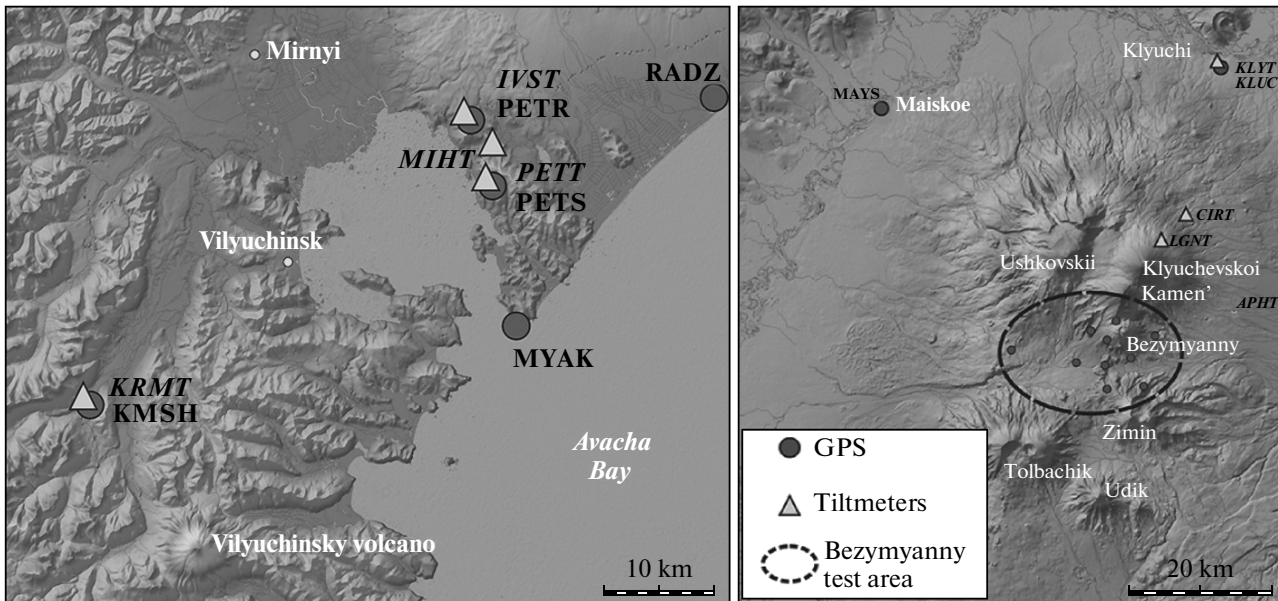 Mirnyi
IVST
PETR
RADZ
MIHT
PETT
PETS
Vilyuchinsk
MYAK
KRMT
KMSH
Avacha
Bay
Vilyuchinsky volcano
10 km
Klyuchi
KLYT
KLUC
MAYS
Maiskoe
CIRT
LGNT
Ushkovskii
Klyuchevskoi
Kamen’
APHT
Bezymyanny
Zimin
Tolbachik
Udik
GPS
Tiltmeters
Bezymyanny
test area
20 km